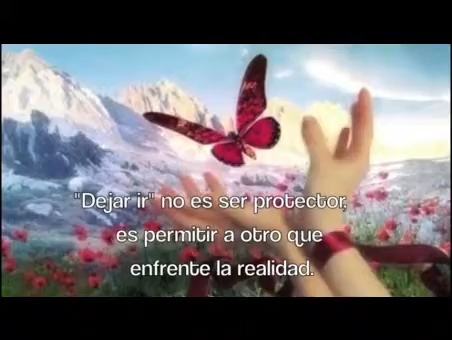 "Dejar ir" no es ser protector,
es permitir a otro que
enfrente la realidad.